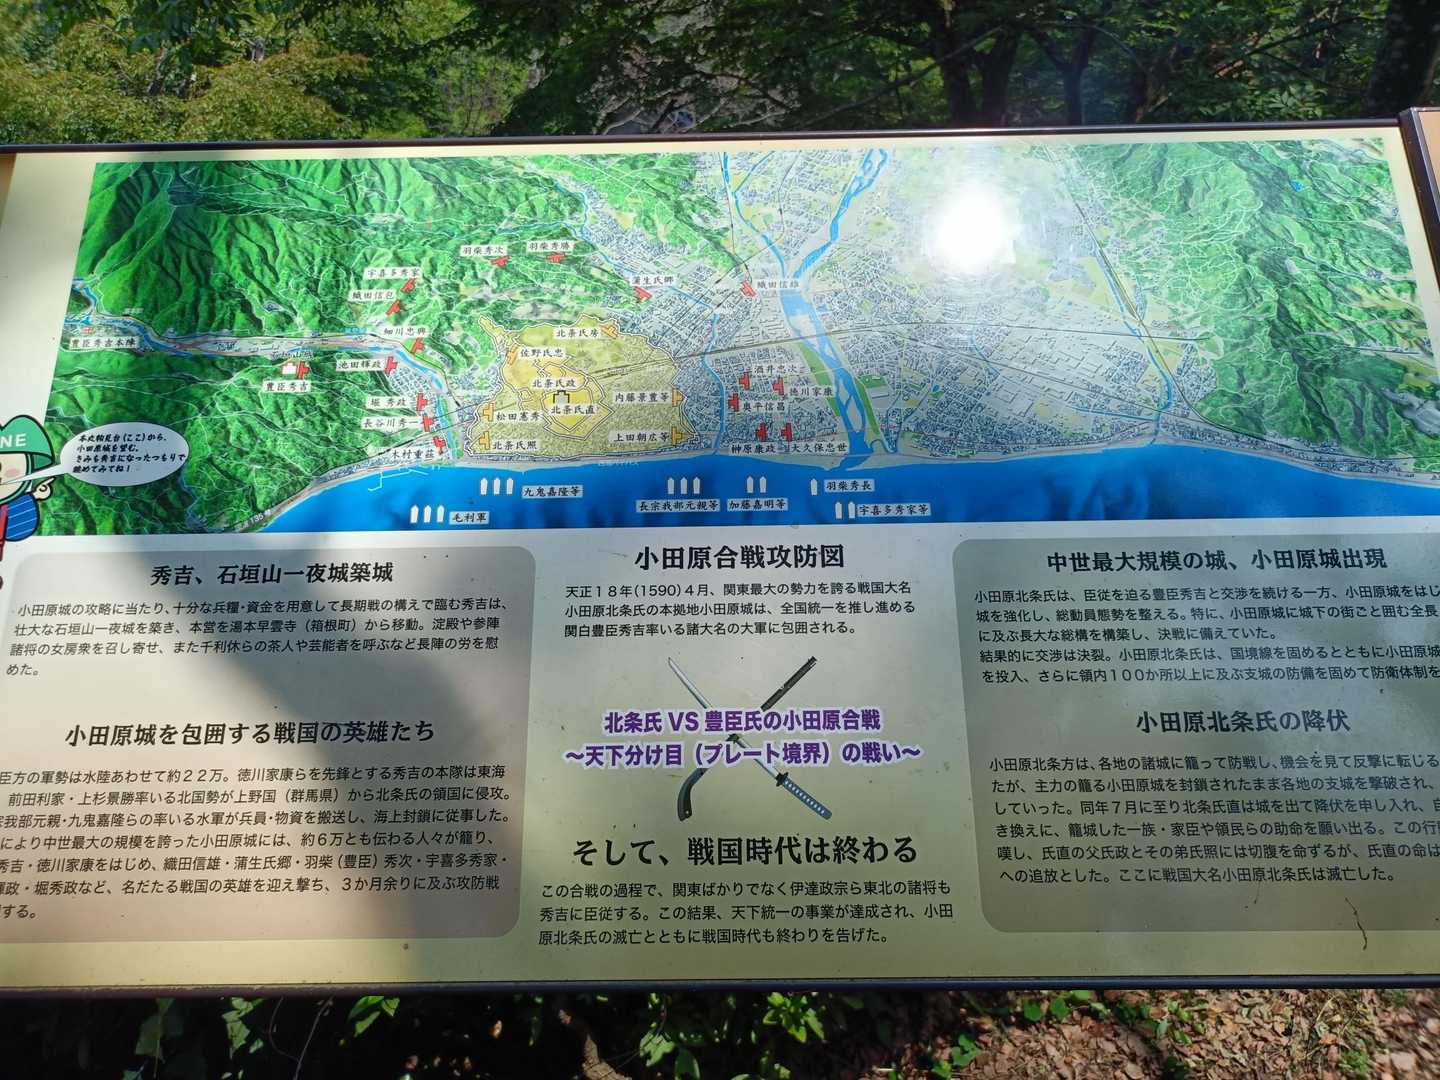 羽柴秀次
羽柴秀勝
宇喜多秀家
織田信包
蒲生氏郷
織田信雄
細川忠興
北条氏房
豊臣秀吉本陣
佐野氏忠
池田輝政
豊臣秀吉
北条氏政
酒井忠次
徳川家康
堀 秀政
北条氏直
内藤景豊等
奥平信昌
長谷川秀一
松田憲秀
木村重茲
北条氏照
上田朝広等
榊原康政
大久保忠世
九鬼嘉隆等
長宗我部元親等
加藤嘉明等
羽柴秀長
毛利軍
宇喜多秀家等
135号
NE
本丸物見台(ここ)から、
小田原城を望む。
きみも秀吉になったつもりで
眺めてみてね！
秀吉、石垣山一夜城築城
小田原城の攻略に当たり、十分な兵糧・資金を用意して長期戦の構えで臨む秀吉は、
壮大な石垣山一夜城を築き、本営を湯本早雲寺（箱根町）から移動。淀殿や参陣
諸将の女房衆を召し寄せ、また千利休らの茶人や芸能者を呼ぶなど長陣の労を慰
めた。
小田原城を包囲する戦国の英雄たち
臣方の軍勢は水陸あわせて約２２万。徳川家康らを先鋒とする秀吉の本隊は東海
前田利家・上杉景勝率いる北国勢が上野国（群馬県）から北条氏の領国に侵攻。
我部元親・九鬼嘉隆らの率いる水軍が兵員・物資を搬送し、海上封鎖に従事した。
により中世最大の規模を誇った小田原城には、約６万とも伝わる人々が籠り、
秀吉・徳川家康をはじめ、織田信雄・蒲生氏郷・羽柴（豊臣）秀次・宇喜多秀家・
輝政・堀秀政など、名だたる戦国の英雄を迎え撃ち、３か月余りに及ぶ攻防戦
する。
小田原合戦攻防図
天正１８年(1590)４月、関東最大の勢力を誇る戦国大名
小田原北条氏の本拠地小田原城は、全国統一を推し進める
関白豊臣秀吉率いる諸大名の大軍に包囲される。
北条氏 VS 豊臣氏の小田原合戦
～天下分け目（プレート境界）の戦い～
そして、戦国時代は終わる
この合戦の過程で、関東ばかりでなく伊達政宗ら東北の諸将も
秀吉に臣従する。この結果、天下統一の事業が達成され、小田
原北条氏の滅亡とともに戦国時代も終わりを告げた。
中世最大規模の城、小田原城出現
小田原北条氏は、臣従を迫る豊臣秀吉と交渉を続ける一方、小田原城をはじ
城を強化し、総動員態勢を整える。特に、小田原城に城下の街ごと囲む全長
に及ぶ長大な総構を構築し、決戦に備えていた。
結果的に交渉は決裂。小田原北条氏は、国境線を固めるとともに小田原城
を投入、さらに領内１００か所以上に及ぶ支城の防備を固めて防衛体制を
小田原北条氏の降伏
小田原北条方は、各地の諸城に籠って防戦し、機会を見て反撃に転じる
たが、主力の籠る小田原城を封鎖されたまま各地の支城を撃破され、
していった。同年７月に至り北条氏直は城を出て降伏を申し入れ、自
き換えに、籠城した一族・家臣や領民らの助命を願い出る。この行
嘆し、氏直の父氏政とその弟氏照には切腹を命ずるが、氏直の命は
への追放とした。ここに戦国大名小田原北条氏は滅亡した。